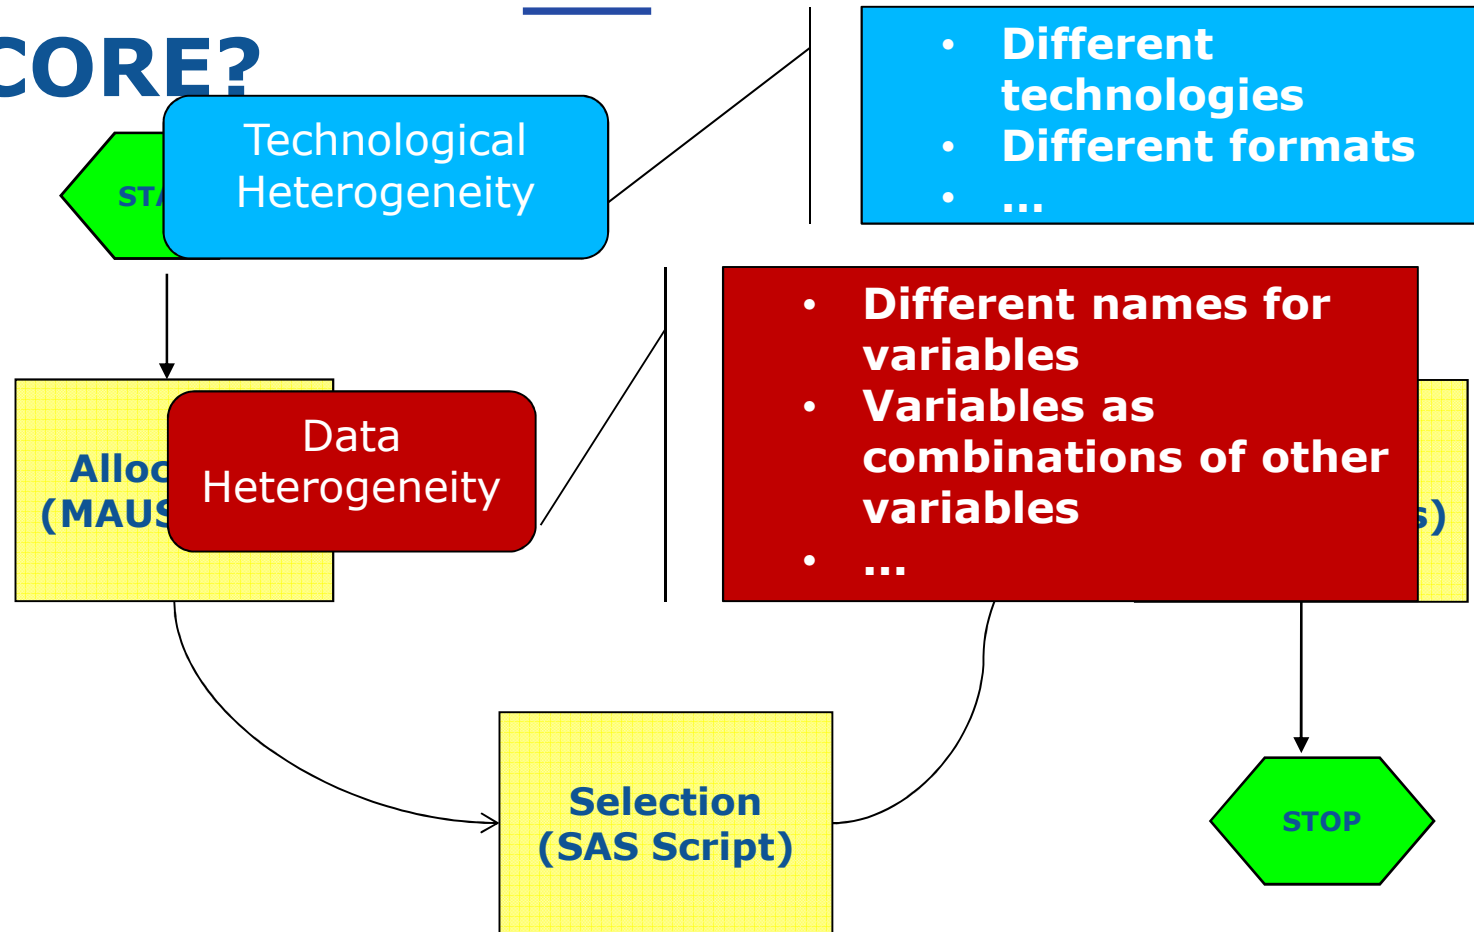 CORE?
Technological
Heterogeneity
• Different
technologies
• Different formats
• ...
Data
Heterogeneity
• Different names for
variables
• Variables as
combinations of other
variables
• ...
Selection
(SAS Script)
STOP